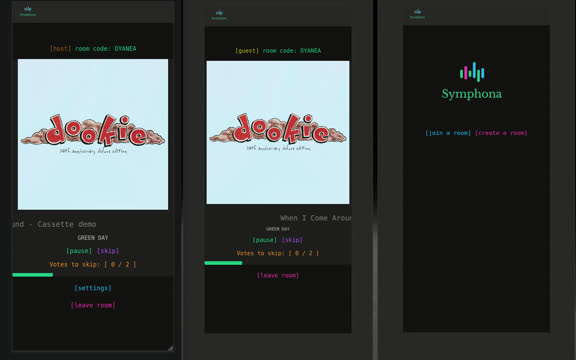 Symphona
[host] room code: OYANEA
dookie
30th anniversary deluxe edition
und - Cassette demo
GREEN DAY
[pause] [skip]
Votes to skip: [ 0 / 2 ]
[settings]
[leave room]
Symphona
[guest] room code: OYANEA
dookie
30th anniversary deluxe edition
When I Come Aroun
GREEN DAY
[pause] [skip]
Votes to skip: [ 0 / 2 ]
[leave room]
Symphona
Symphona
[join a room] [create a room]